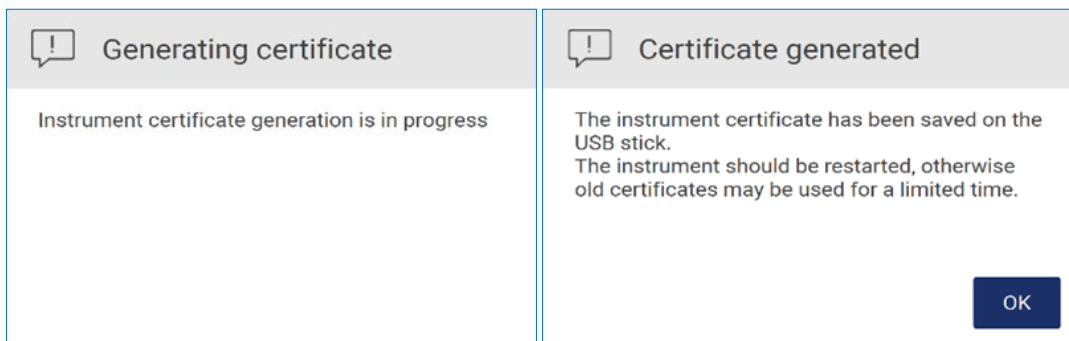 Generating certificate
Instrument certificate generation is in progress
Certificate generated
The instrument certificate has been saved on the
USB stick.
The instrument should be restarted, otherwise
old certificates may be used for a limited time.
OK